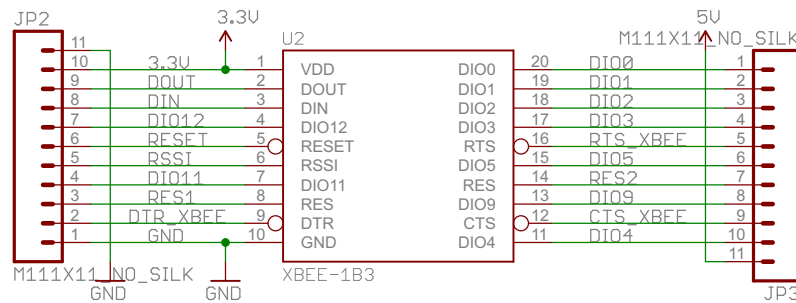 JP2
3.3V
5V
U2
M111X11_NO_SILK
11
10 3.3V 1 VDD DIO0 20 DIO0 1
9 DOUT 2 DOUT DIO1 19 DIO1 2
8 DIN 3 DIN DIO2 18 DIO2 3
7 DIO12 4 DIO12 DIO3 17 DIO3 4
6 RESET 5 RESET RTS 16 RTS_XBEE 5
5 RSSI 6 RSSI DIO5 15 DIO5 6
4 DIO11 7 DIO11 RES 14 RES2 7
3 RES1 8 RES DIO9 13 DIO9 8
2 DTR_XBEE 9 DTR CTS 12 CTS_XBEE 9
1 GND 10 GND DIO4 11 DIO4 10
11
M111X11_NO_SILK
XBEE-1B3
GND
GND
JP3